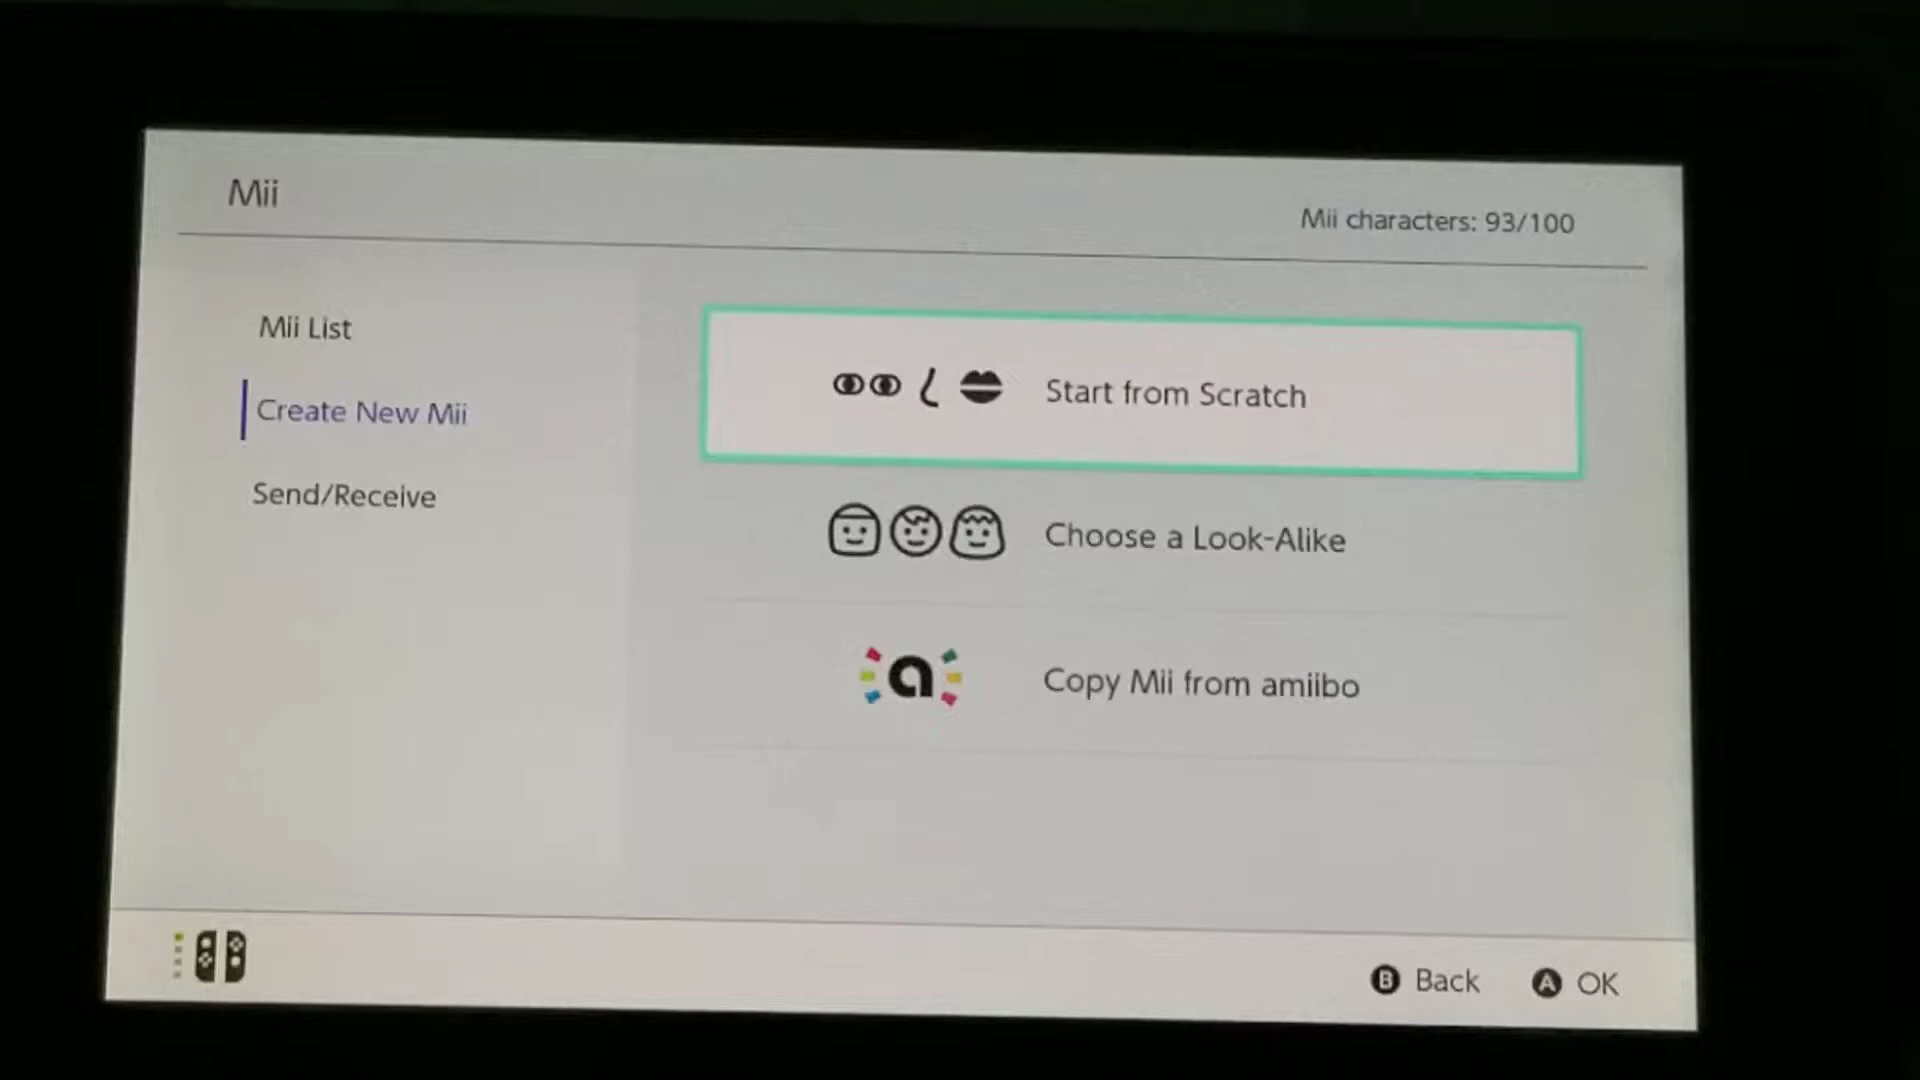 Mii
Mii characters: 93/100
Mii List
Create New Mii
Send/Receive
Start from Scratch
Choose a Look-Alike
a
Copy Mii from amiibo
B Back
A OK